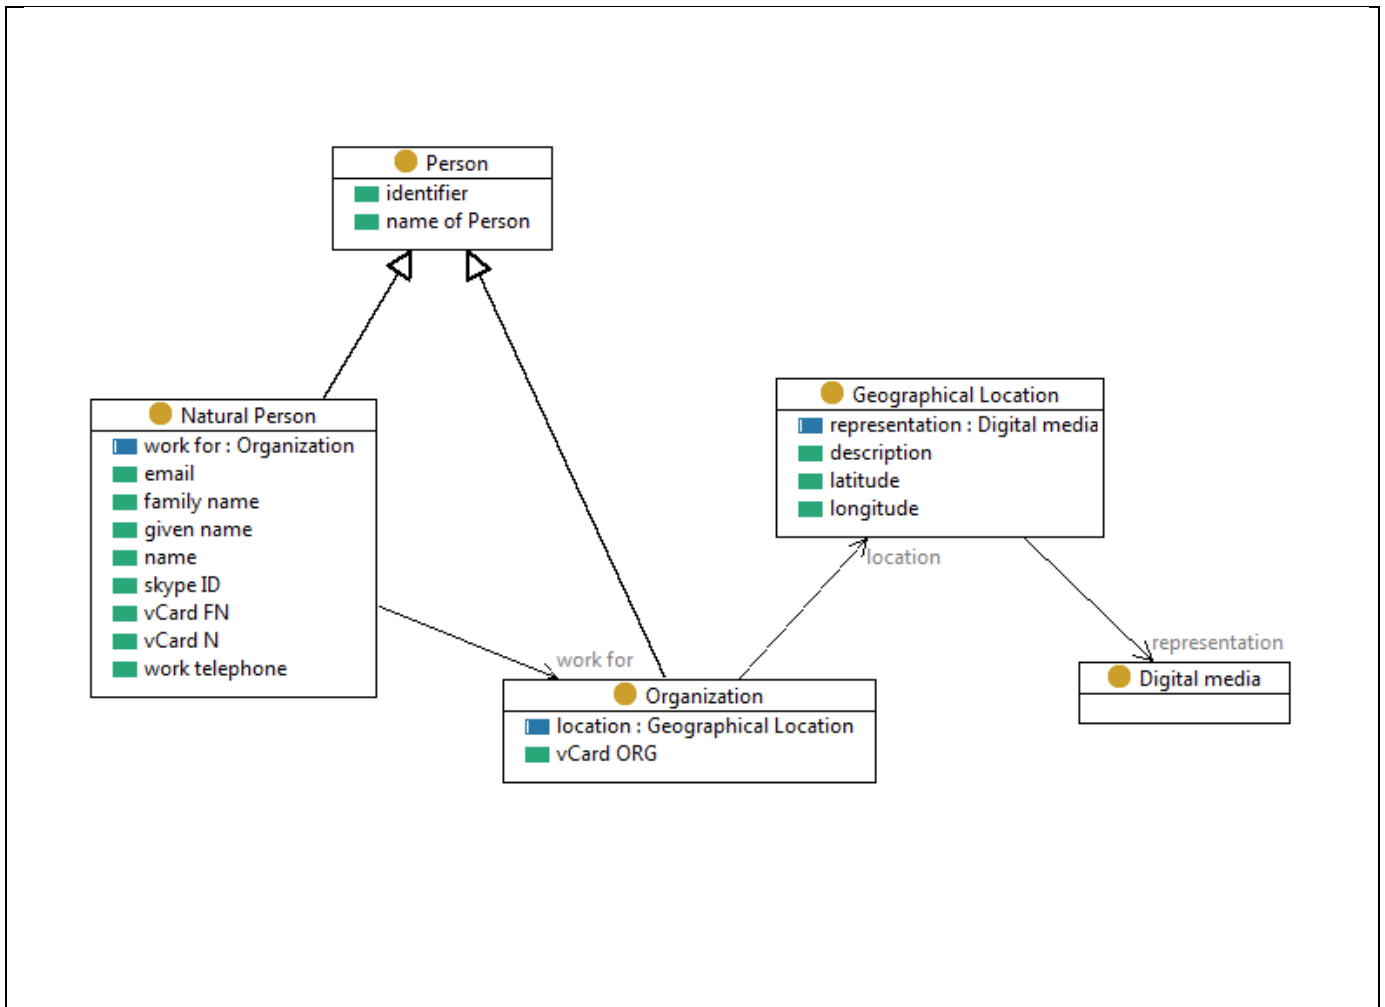 Person
identifier
name of Person
Natural Person
work for : Organization
email
family name
given name
name
skype ID
vCard FN
vCard N
work telephone
Geographical Location
representation : Digital media
description
latitude
longitude
location
work for
representation
Organization
location : Geographical Location
vCard ORG
Digital media